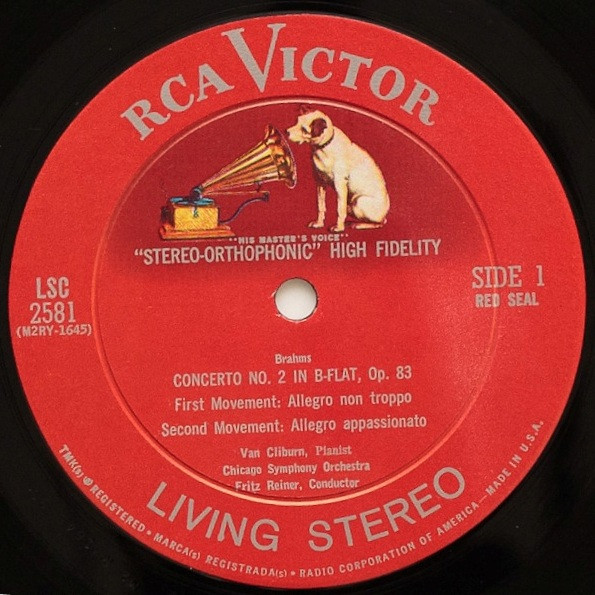 RCA VICTOR
"HIS MASTER'S VOICE"
"STEREO-ORTHOPHONIC" HIGH FIDELITY
LSC
2581
(M2RY-1645)
SIDE 1
RED SEAL
Brahms
CONCERTO NO. 2 IN B-FLAT, Op. 83
First Movement: Allegro non troppo
Second Movement: Allegro appassionato
Van Cliburn, Pianist
Chicago Symphony Orchestra
Fritz Reiner, Conductor
LIVING STEREO
TMK(s) ® REGISTERED • MARCA(s) REGISTRADA(s) • RADIO CORPORATION OF AMERICA—MADE IN U.S.A.